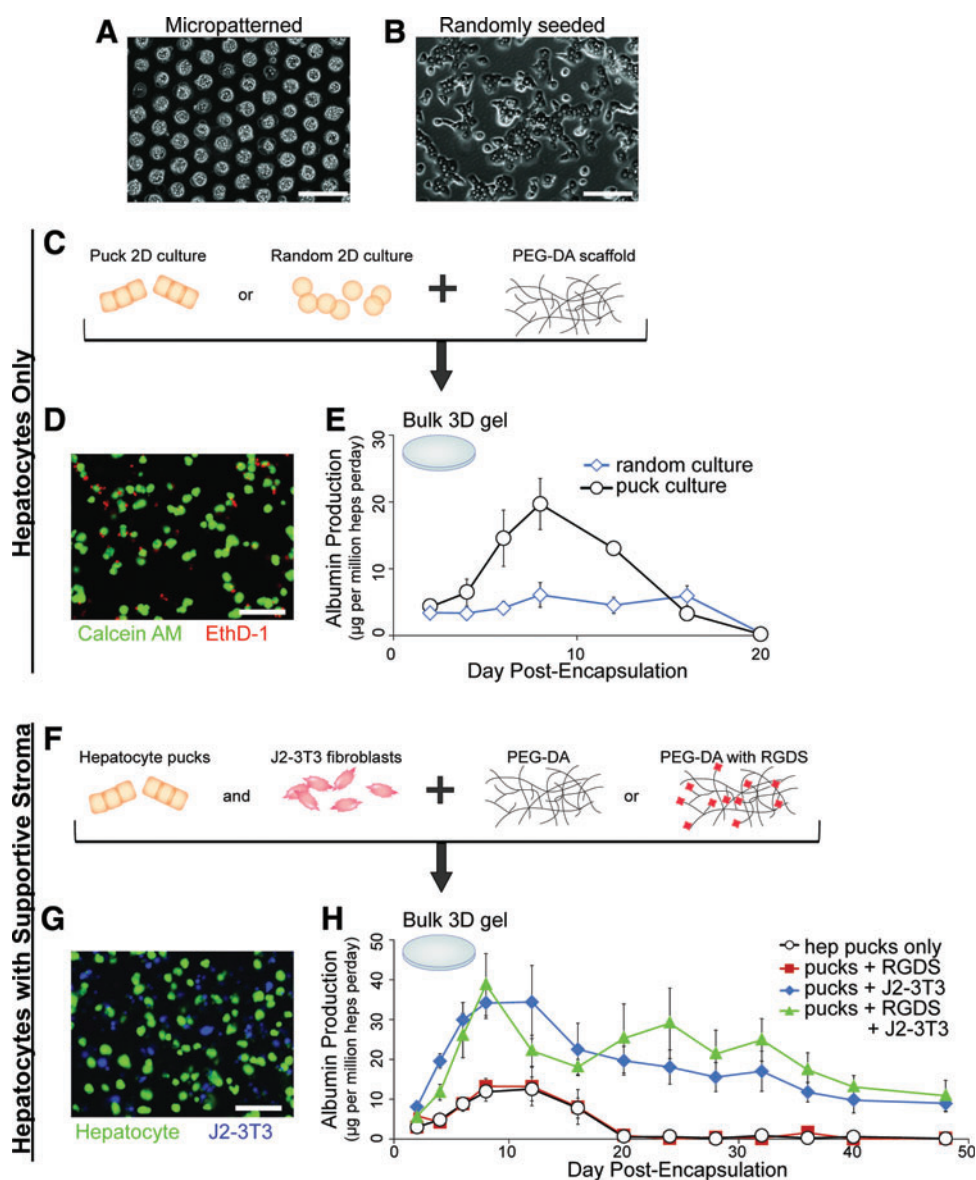 A
Micropatterned
B
Randomly seeded
Hepatocytes Only
C
Puck 2D culture
or
Random 2D culture
+
PEG-DA scaffold
D
Calcein AM EthD-1
E
Bulk 3D gel
random culture
puck culture
Albumin Production
(µg per million heps perday)
30
20
10
0
0
10
20
Day Post-Encapsulation
Hepatocytes with Supportive Stroma
F
Hepatocyte pucks
and
J2-3T3 fibroblasts
+
PEG-DA
or
PEG-DA with RGDS
G
Hepatocyte J2-3T3
H
Bulk 3D gel
hep pucks only
pucks + RGDS
pucks + J2-3T3
pucks + RGDS
+ J2-3T3
Albumin Production
(µg per million heps perday)
50
40
30
20
10
0
0
10
20
30
40
50
Day Post-Encapsulation